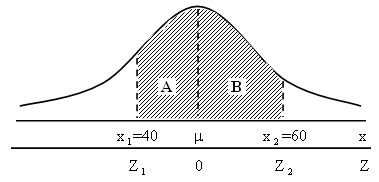 A B
x₁=40 μ x₂=60 x
Z₁ 0 Z₂ Z